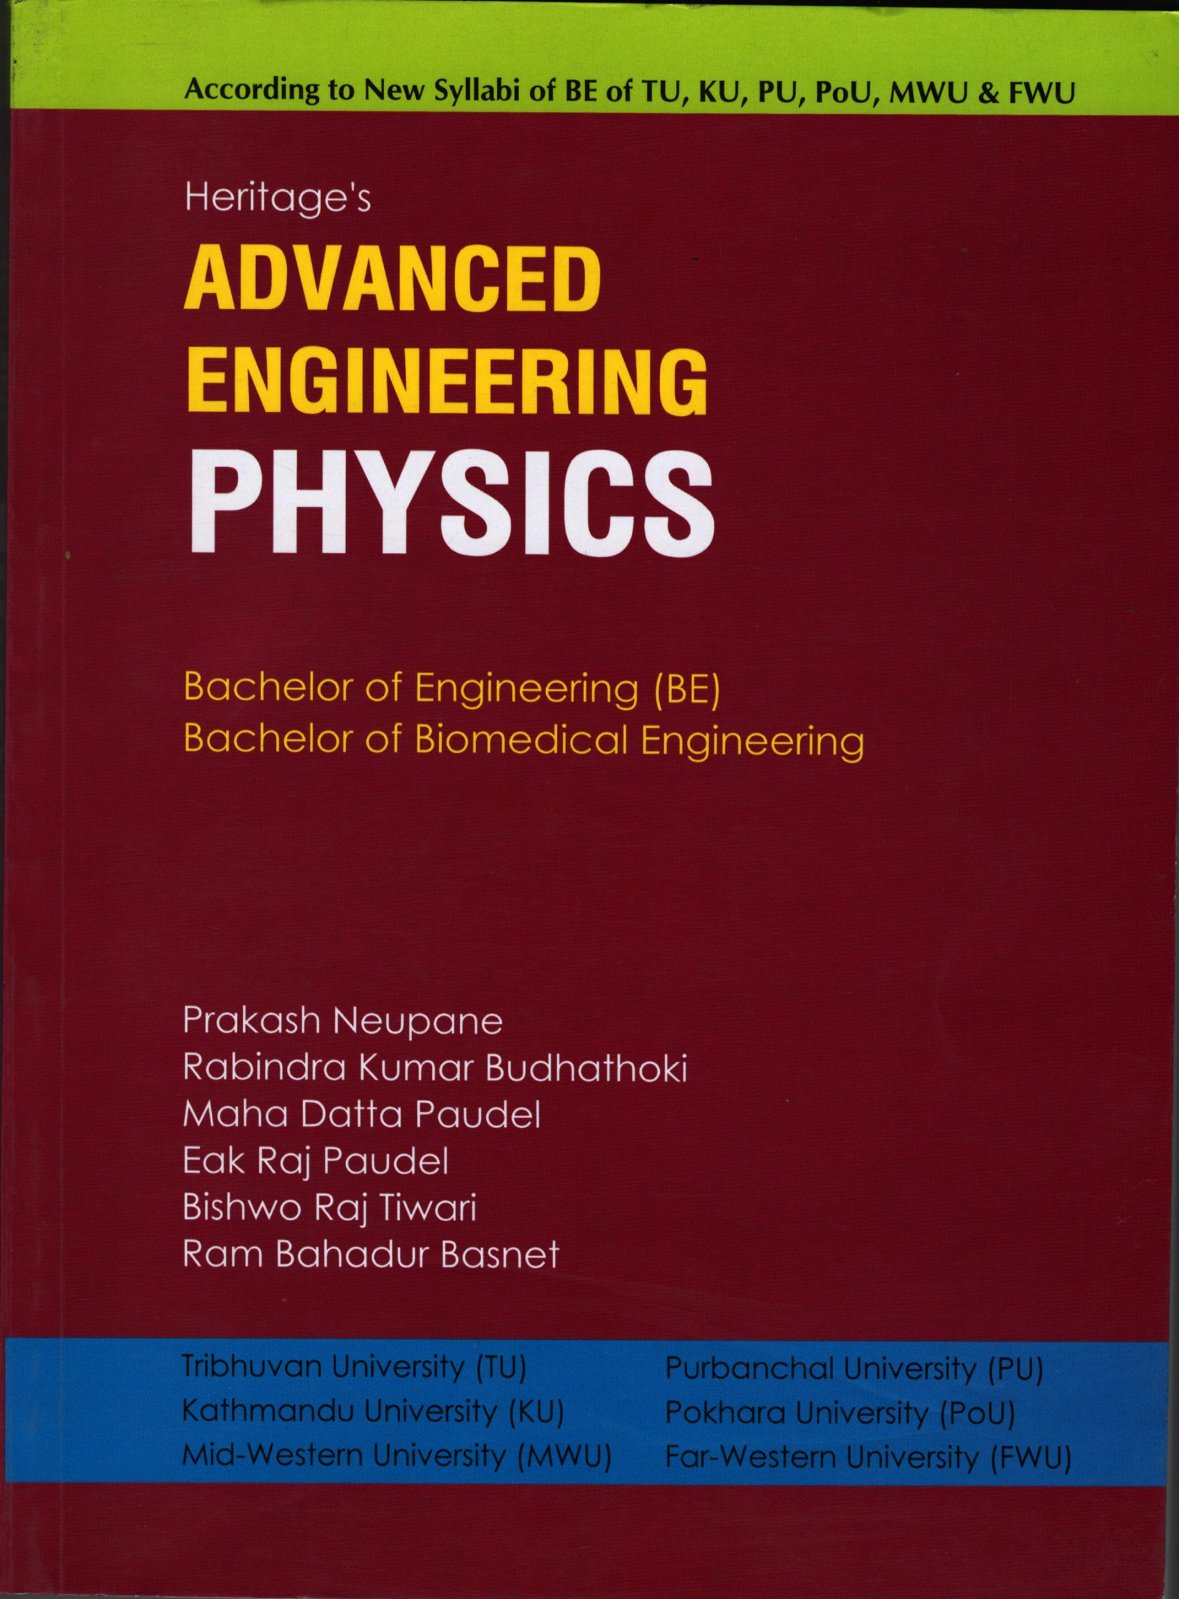 According to New Syllabi of BE of TU, KU, PU, PoU, MWU & FWU
Heritage's
ADVANCED
ENGINEERING
PHYSICS
Bachelor of Engineering (BE)
Bachelor of Biomedical Engineering
Prakash Neupane
Rabindra Kumar Budhathoki
Maha Datta Paudel
Eak Raj Paudel
Bishwo Raj Tiwari
Ram Bahadur Basnet
Tribhuvan University (TU)
Kathmandu University (KU)
Mid-Western University (MWU)
Purbanchal University (PU)
Pokhara University (PoU)
Far-Western University (FWU)